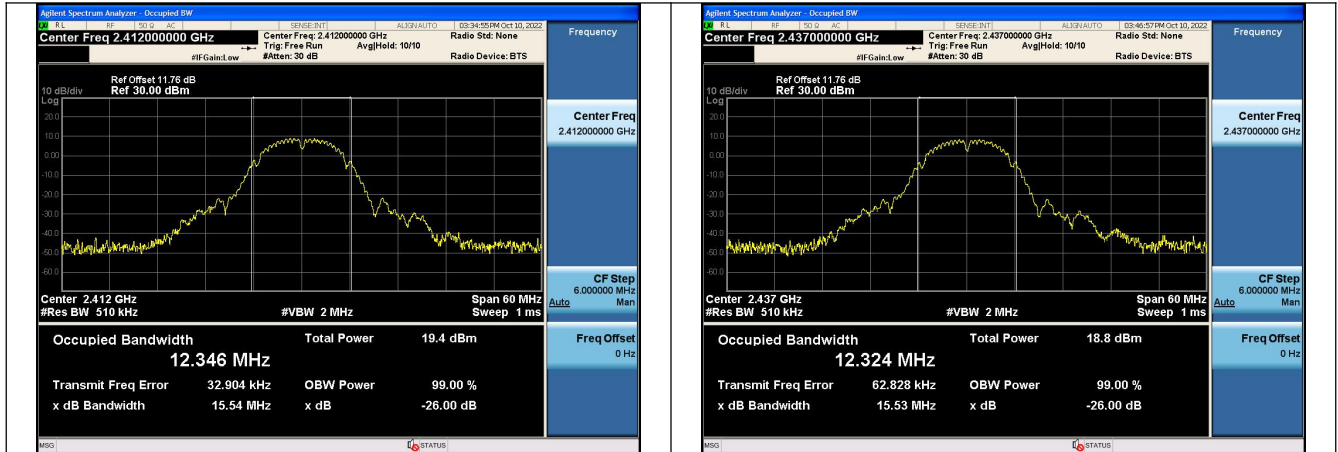 Agilent Spectrum Analyzer - Occupied BW
RL RF 50 Ω AC SENSE:INT ALIGNAUTO 03:34:55PM Oct 10, 2022
Center Freq 2.412000000 GHz Center Freq: 2.412000000 GHz Radio Std: None
Trig: Free Run Avg|Hold: 10/10
#IFGain:Low #Atten: 30 dB Radio Device: BTS
Ref Offset 11.76 dB
10 dB/div Ref 30.00 dBm
Log
20.0
10.0
0.00
-10.0
-20.0
-30.0
-40.0
-50.0
-60.0
Center 2.412 GHz Span 60 MHz
#Res BW 510 kHz #VBW 2 MHz Sweep 1 ms
Occupied Bandwidth Total Power 19.4 dBm
12.346 MHz
Transmit Freq Error 32.904 kHz OBW Power 99.00 %
x dB Bandwidth 15.54 MHz x dB -26.00 dB
MSG STATUS
Frequency
Center Freq
2.412000000 GHz
CF Step
6.000000 MHz
Auto Man
Freq Offset
0 Hz
Agilent Spectrum Analyzer - Occupied BW
RL RF 50 Ω AC SENSE:INT ALIGNAUTO 03:46:57PM Oct 10, 2022
Center Freq 2.437000000 GHz Center Freq: 2.437000000 GHz Radio Std: None
Trig: Free Run Avg|Hold: 10/10
#IFGain:Low #Atten: 30 dB Radio Device: BTS
Ref Offset 11.76 dB
10 dB/div Ref 30.00 dBm
Log
20.0
10.0
0.00
-10.0
-20.0
-30.0
-40.0
-50.0
-60.0
Center 2.437 GHz Span 60 MHz
#Res BW 510 kHz #VBW 2 MHz Sweep 1 ms
Occupied Bandwidth Total Power 18.8 dBm
12.324 MHz
Transmit Freq Error 62.828 kHz OBW Power 99.00 %
x dB Bandwidth 15.53 MHz x dB -26.00 dB
MSG STATUS
Frequency
Center Freq
2.437000000 GHz
CF Step
6.000000 MHz
Auto Man
Freq Offset
0 Hz